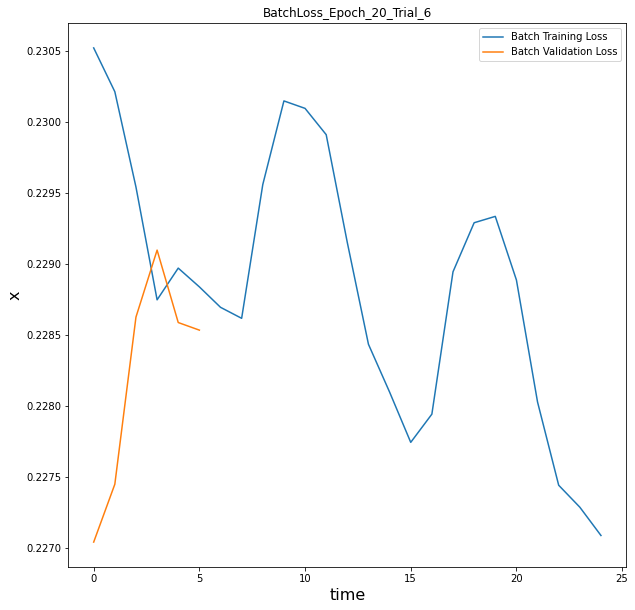 BatchLoss_Epoch_20_Trial_6
Batch Training Loss
Batch Validation Loss
0.2305
0.2300
0.2295
0.2290
0.2285
0.2280
0.2275
0.2270
x
0 5 10 15 20 25
time